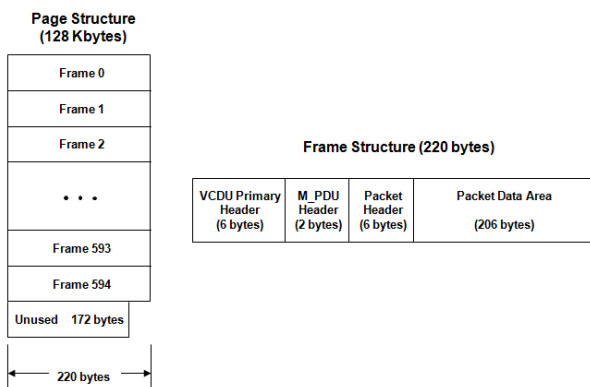 Page Structure
(128 Kbytes)
Frame 0
Frame 1
Frame 2
• • •
Frame 593
Frame 594
Unused 172 bytes
220 bytes
Frame Structure (220 bytes)
VCDU Primary
Header
(6 bytes)
M_PDU
Header
(2 bytes)
Packet
Header
(6 bytes)
Packet Data Area
(206 bytes)